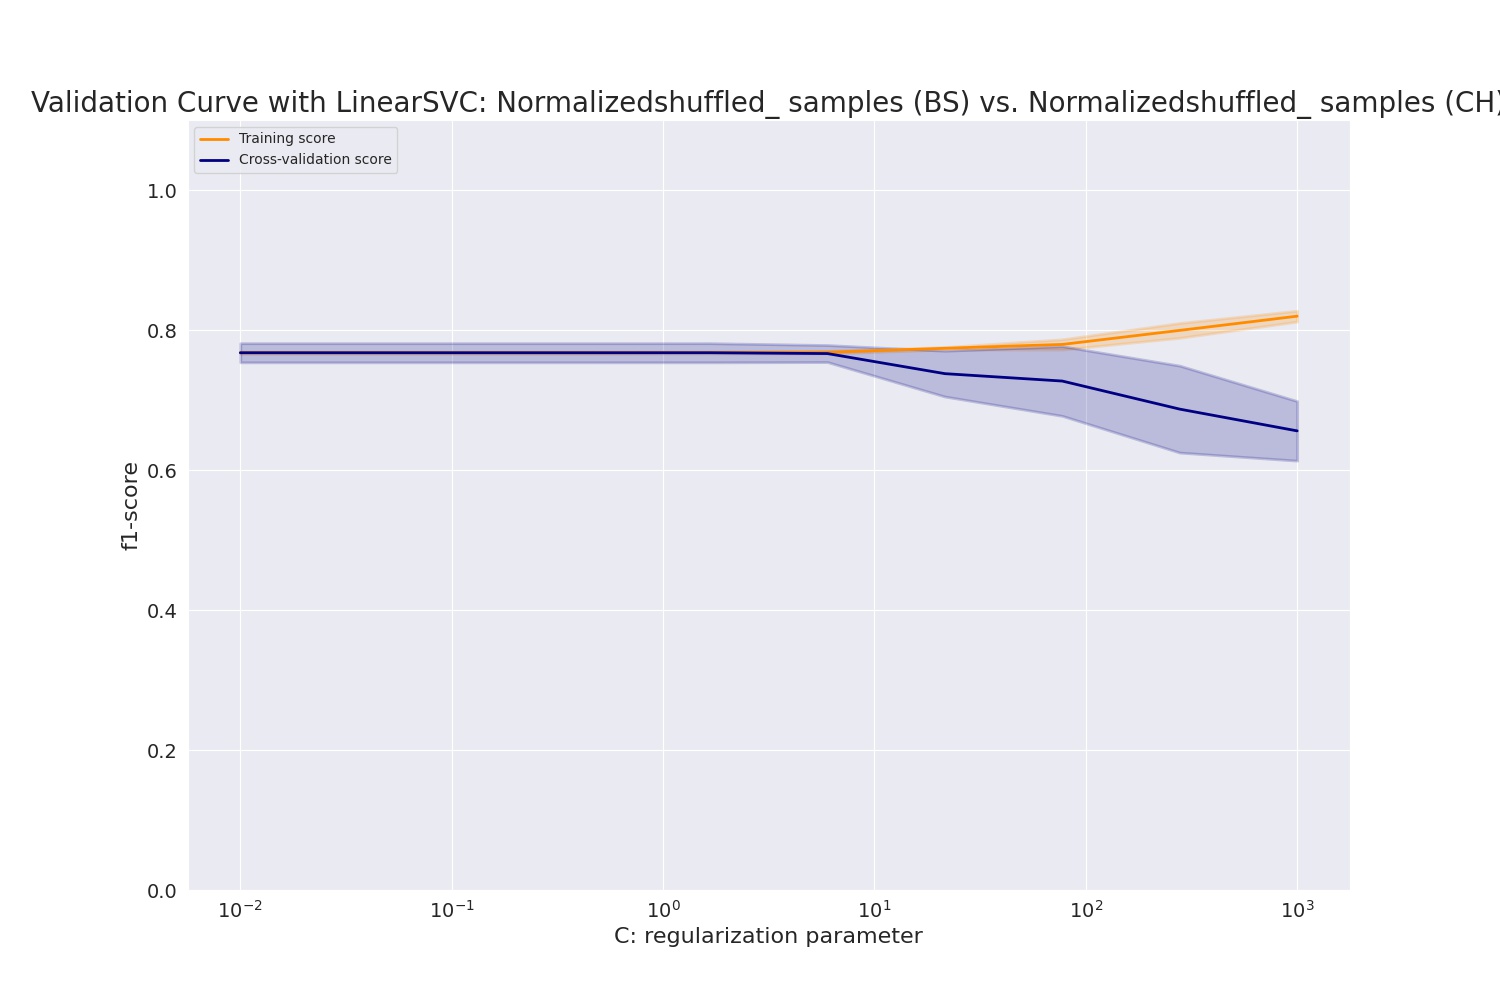 Validation Curve with LinearSVC: Normalizedshuffled_ samples (BS) vs. Normalizedshuffled_ samples (CH)
Training score
Cross-validation score
1.0
0.8
0.6
0.4
0.2
0.0
f1-score
10⁻² 10⁻¹ 10⁰ 10¹ 10² 10³
C: regularization parameter